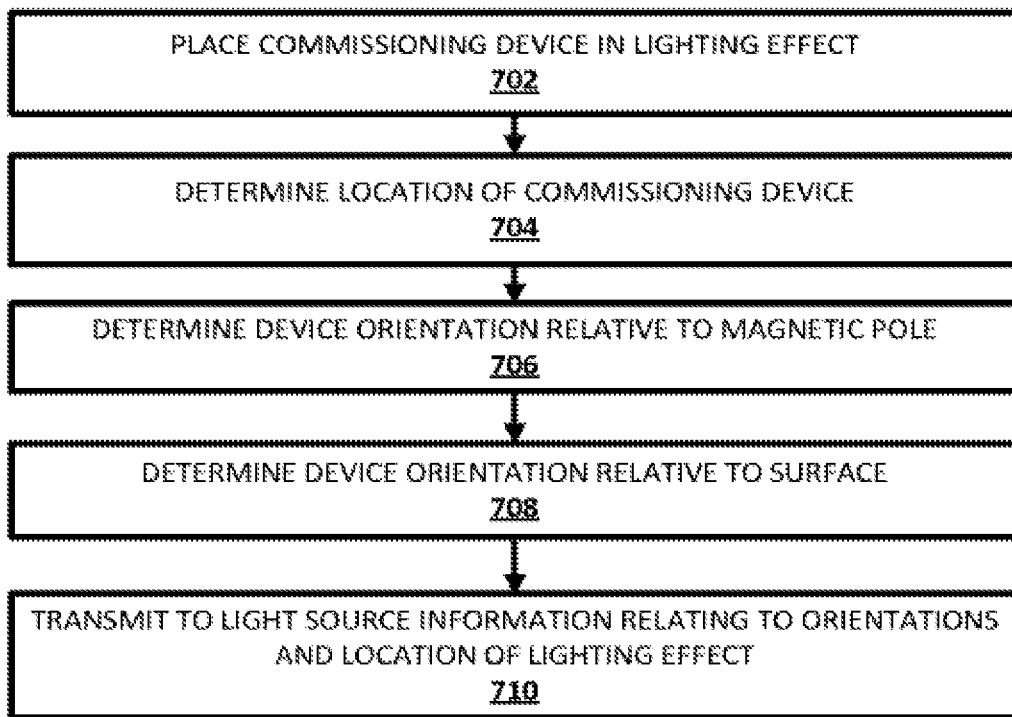 PLACE COMMISSIONING DEVICE IN LIGHTING EFFECT
702
DETERMINE LOCATION OF COMMISSIONING DEVICE
704
DETERMINE DEVICE ORIENTATION RELATIVE TO MAGNETIC POLE
706
DETERMINE DEVICE ORIENTATION RELATIVE TO SURFACE
708
TRANSMIT TO LIGHT SOURCE INFORMATION RELATING TO ORIENTATIONS
AND LOCATION OF LIGHTING EFFECT
710